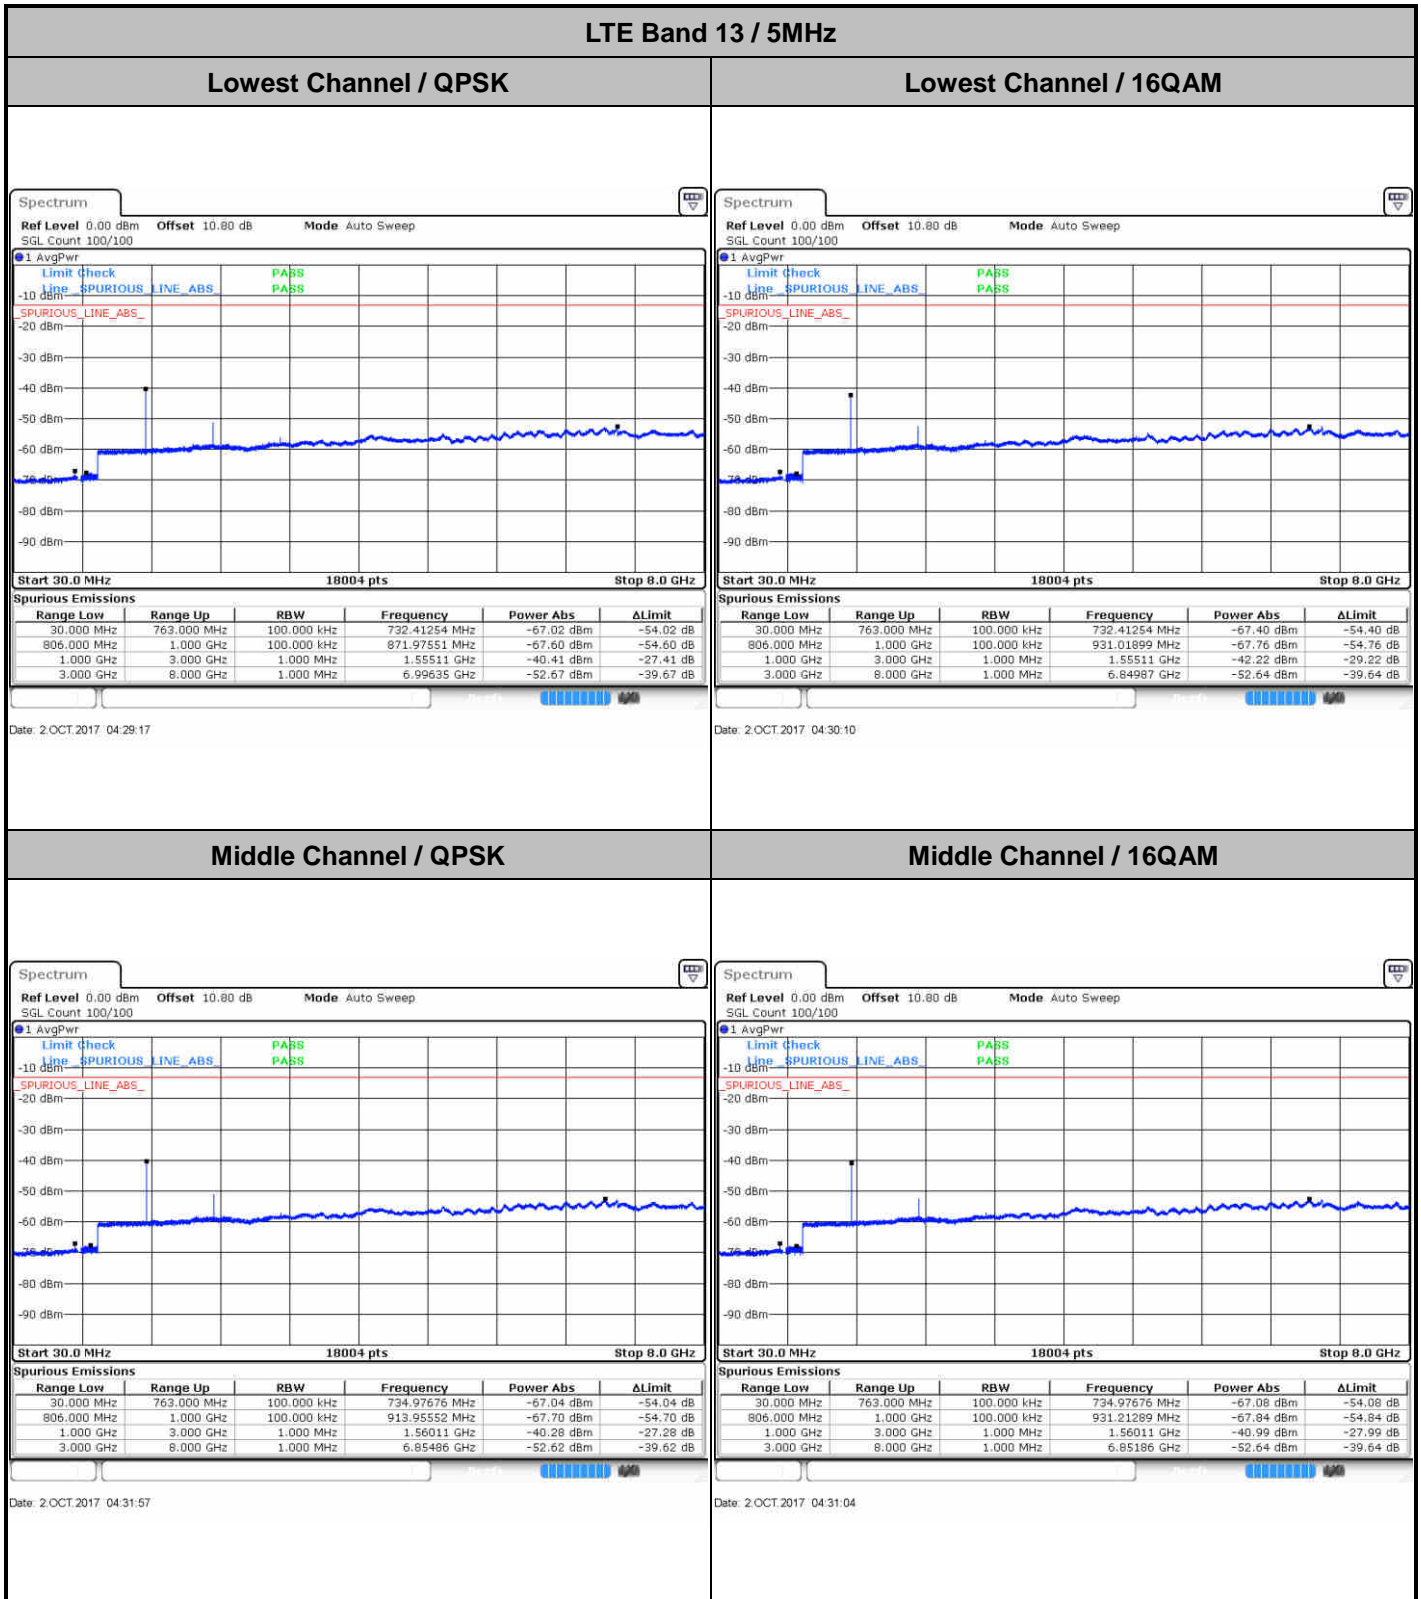 LTE Band 13 / 5MHz
Lowest Channel / QPSK
Lowest Channel / 16QAM
Spectrum
Ref Level 0.00 dBm Offset 10.80 dB Mode Auto Sweep
SGL Count 100/100
1 AvgPwr
Limit Check PASS
Line _SPURIOUS_LINE_ABS_ PASS
-10 dBm
_SPURIOUS_LINE_ABS_
-20 dBm
-30 dBm
-40 dBm
-50 dBm
-60 dBm
-70 dBm
-80 dBm
-90 dBm
Start 30.0 MHz 18004 pts Stop 8.0 GHz
Spurious Emissions
Range Low Range Up RBW Frequency Power Abs ΔLimit
30.000 MHz 763.000 MHz 100.000 kHz 732.41254 MHz -67.02 dBm -54.02 dB
806.000 MHz 1.000 GHz 100.000 kHz 871.97551 MHz -67.60 dBm -54.60 dB
1.000 GHz 3.000 GHz 1.000 MHz 1.55511 GHz -40.41 dBm -27.41 dB
3.000 GHz 8.000 GHz 1.000 MHz 6.99635 GHz -52.67 dBm -39.67 dB
Date: 2.OCT.2017 04:29:17
Spectrum
Ref Level 0.00 dBm Offset 10.80 dB Mode Auto Sweep
SGL Count 100/100
1 AvgPwr
Limit Check PASS
Line _SPURIOUS_LINE_ABS_ PASS
-10 dBm
_SPURIOUS_LINE_ABS_
-20 dBm
-30 dBm
-40 dBm
-50 dBm
-60 dBm
-70 dBm
-80 dBm
-90 dBm
Start 30.0 MHz 18004 pts Stop 8.0 GHz
Spurious Emissions
Range Low Range Up RBW Frequency Power Abs ΔLimit
30.000 MHz 763.000 MHz 100.000 kHz 732.41254 MHz -67.40 dBm -54.40 dB
806.000 MHz 1.000 GHz 100.000 kHz 931.01899 MHz -67.76 dBm -54.76 dB
1.000 GHz 3.000 GHz 1.000 MHz 1.55511 GHz -42.22 dBm -29.22 dB
3.000 GHz 8.000 GHz 1.000 MHz 6.84987 GHz -52.64 dBm -39.64 dB
Date: 2.OCT.2017 04:30:10
Middle Channel / QPSK
Middle Channel / 16QAM
Spectrum
Ref Level 0.00 dBm Offset 10.80 dB Mode Auto Sweep
SGL Count 100/100
1 AvgPwr
Limit Check PASS
Line _SPURIOUS_LINE_ABS_ PASS
-10 dBm
_SPURIOUS_LINE_ABS_
-20 dBm
-30 dBm
-40 dBm
-50 dBm
-60 dBm
-70 dBm
-80 dBm
-90 dBm
Start 30.0 MHz 18004 pts Stop 8.0 GHz
Spurious Emissions
Range Low Range Up RBW Frequency Power Abs ΔLimit
30.000 MHz 763.000 MHz 100.000 kHz 734.97676 MHz -67.04 dBm -54.04 dB
806.000 MHz 1.000 GHz 100.000 kHz 913.95552 MHz -67.70 dBm -54.70 dB
1.000 GHz 3.000 GHz 1.000 MHz 1.56011 GHz -40.28 dBm -27.28 dB
3.000 GHz 8.000 GHz 1.000 MHz 6.85486 GHz -52.62 dBm -39.62 dB
Date: 2.OCT.2017 04:31:57
Spectrum
Ref Level 0.00 dBm Offset 10.80 dB Mode Auto Sweep
SGL Count 100/100
1 AvgPwr
Limit Check PASS
Line _SPURIOUS_LINE_ABS_ PASS
-10 dBm
_SPURIOUS_LINE_ABS_
-20 dBm
-30 dBm
-40 dBm
-50 dBm
-60 dBm
-70 dBm
-80 dBm
-90 dBm
Start 30.0 MHz 18004 pts Stop 8.0 GHz
Spurious Emissions
Range Low Range Up RBW Frequency Power Abs ΔLimit
30.000 MHz 763.000 MHz 100.000 kHz 734.97676 MHz -67.08 dBm -54.08 dB
806.000 MHz 1.000 GHz 100.000 kHz 931.21289 MHz -67.84 dBm -54.84 dB
1.000 GHz 3.000 GHz 1.000 MHz 1.56011 GHz -40.99 dBm -27.99 dB
3.000 GHz 8.000 GHz 1.000 MHz 6.85186 GHz -52.64 dBm -39.64 dB
Date: 2.OCT.2017 04:31:04